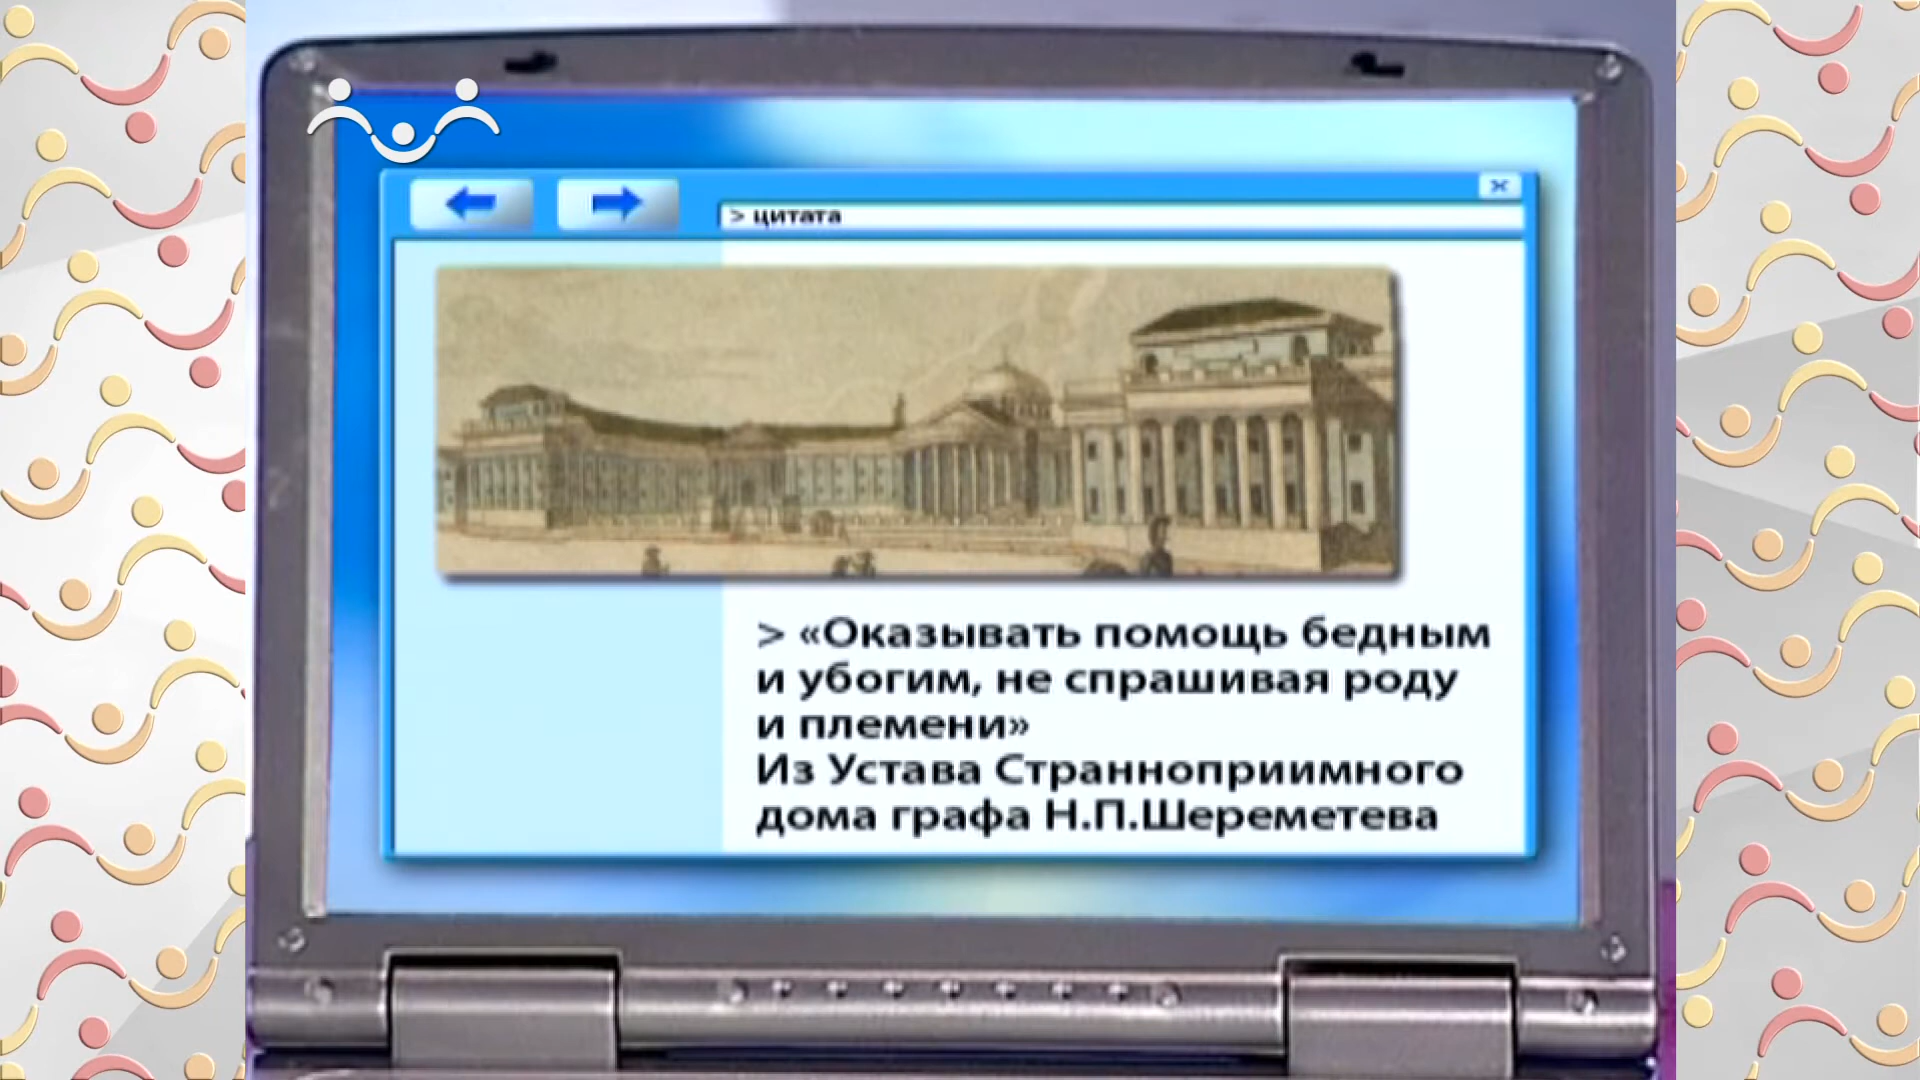 > цитата
> «Оказывать помощь бедным
и убогим, не спрашивая роду
и племени»
Из Устава Странноприимного
дома графа Н.П.Шереметева